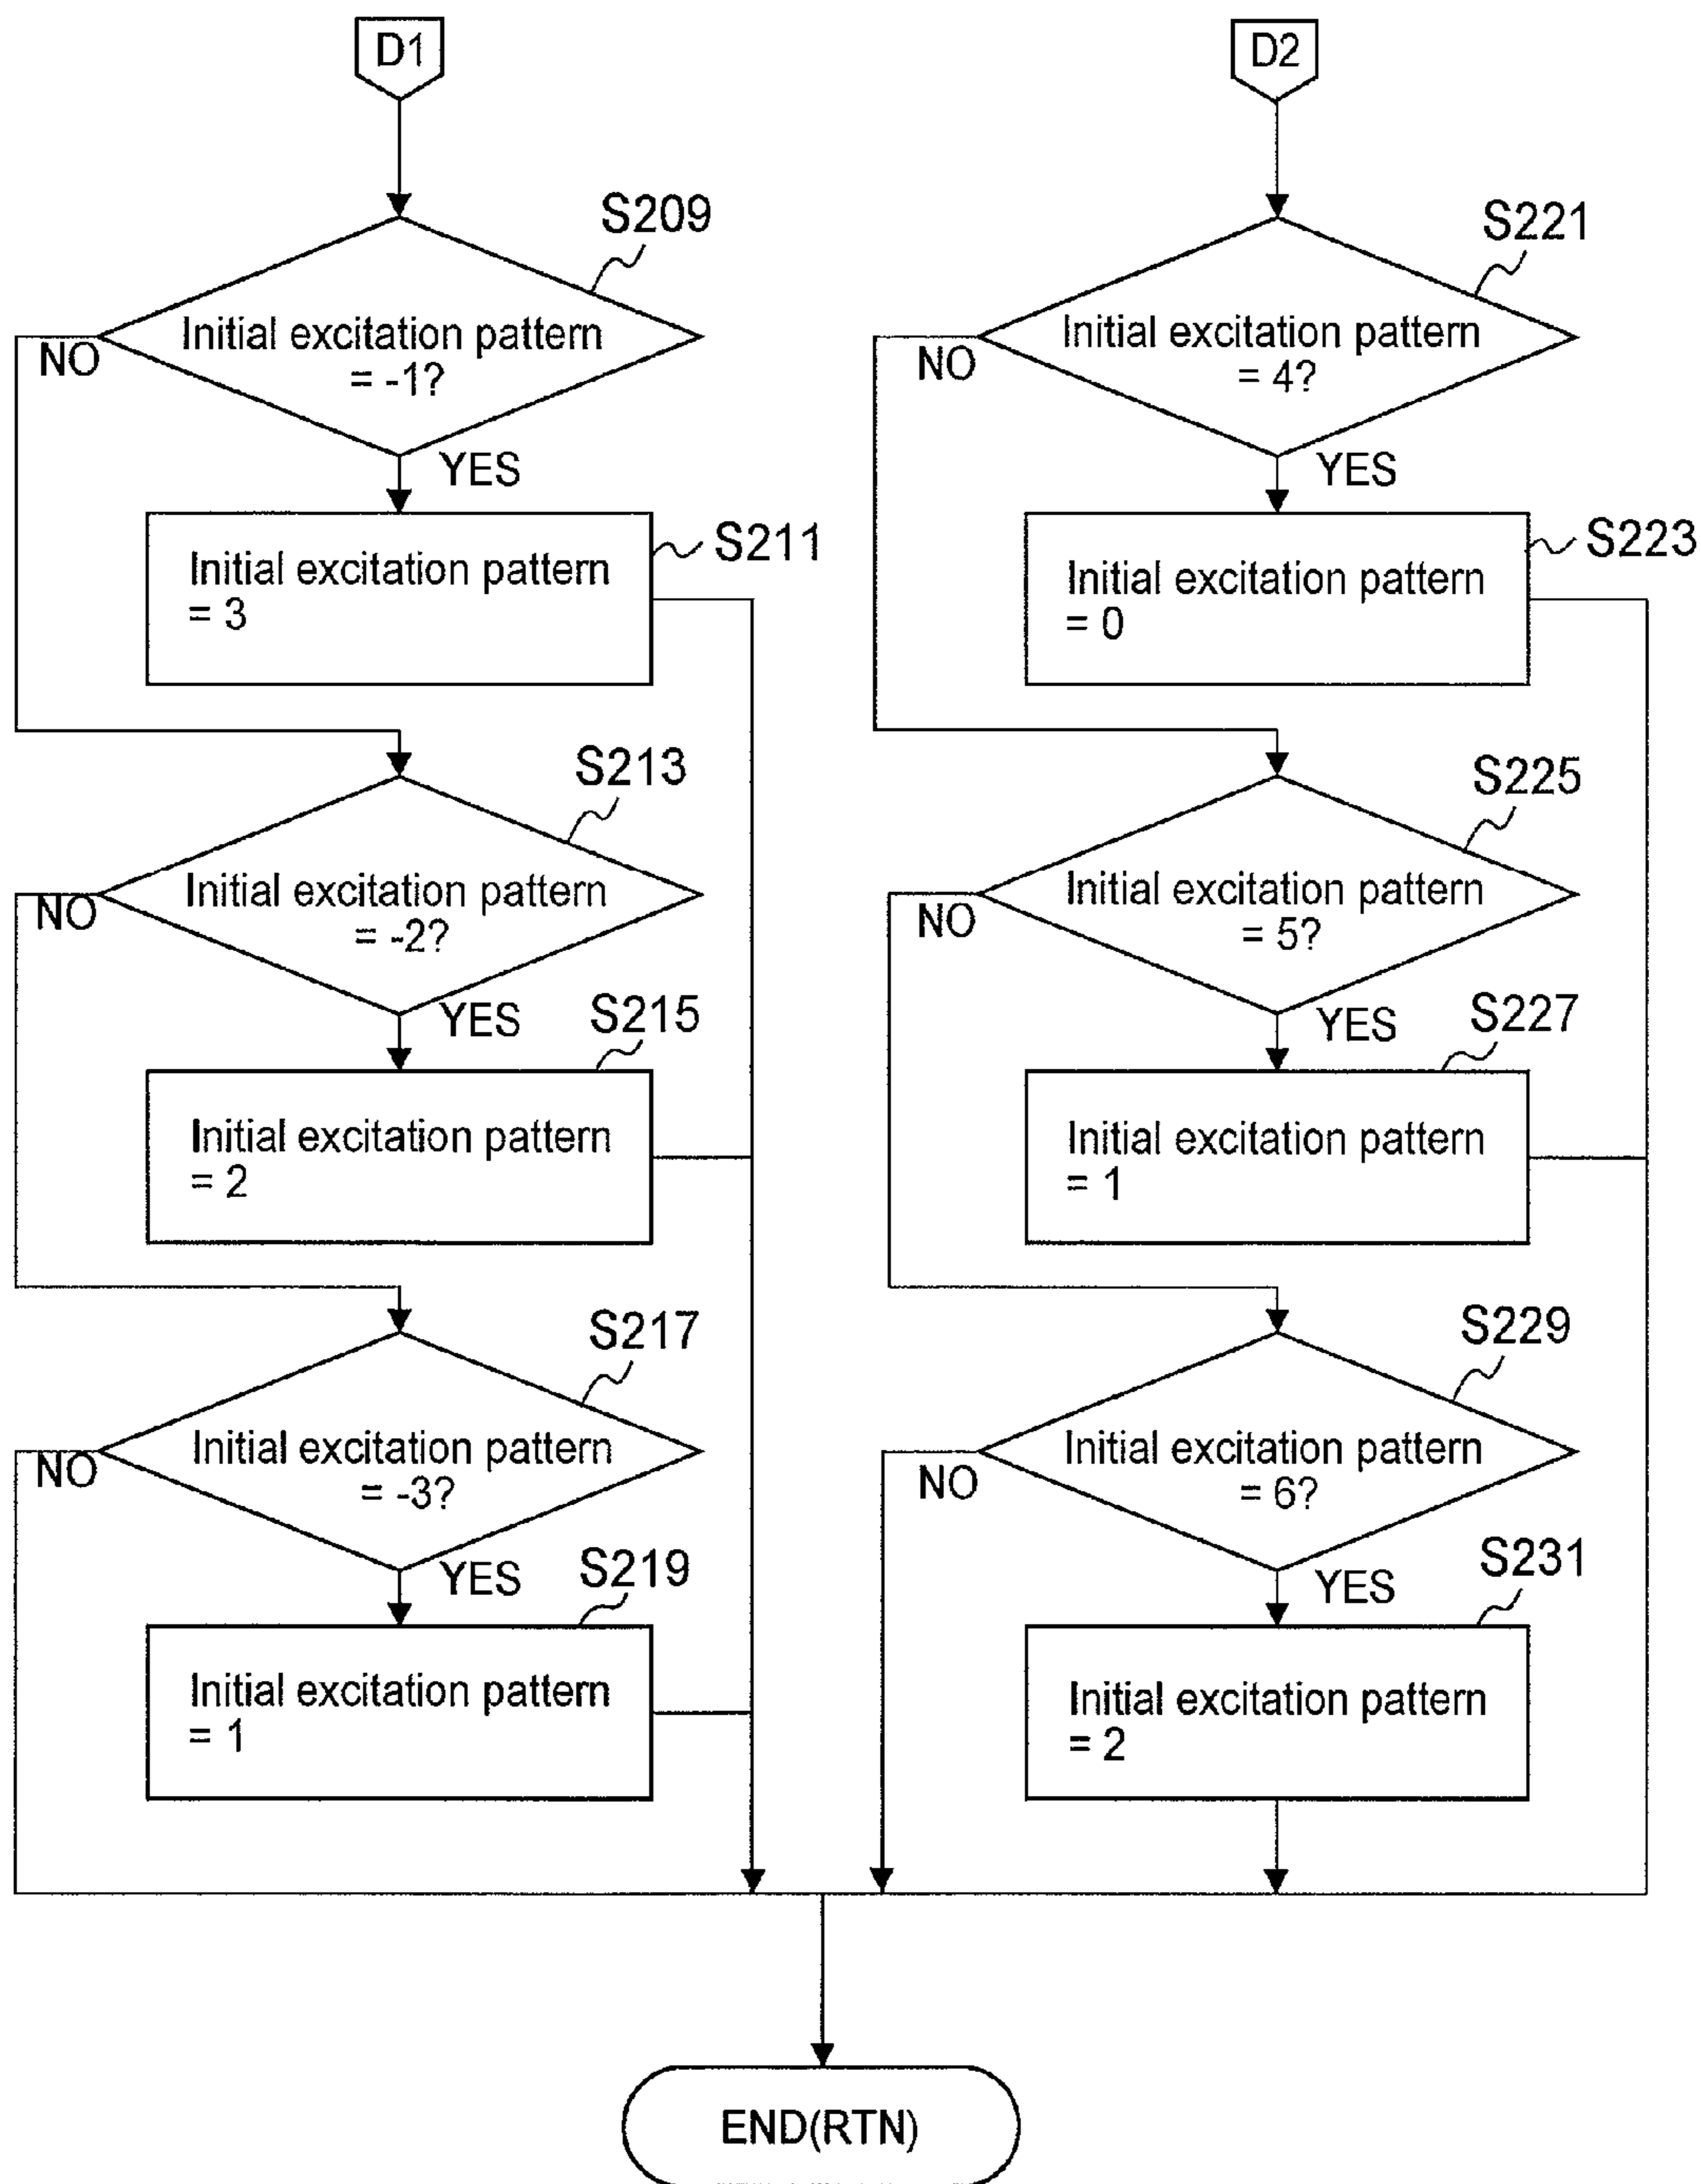 D1
S209
Initial excitation pattern
= -1?
NO
YES
S211
Initial excitation pattern
= 3
S213
Initial excitation pattern
= -2?
NO
YES
S215
Initial excitation pattern
= 2
S217
Initial excitation pattern
= -3?
NO
YES
S219
Initial excitation pattern
= 1
D2
S221
Initial excitation pattern
= 4?
NO
YES
S223
Initial excitation pattern
= 0
S225
Initial excitation pattern
= 5?
NO
YES
S227
Initial excitation pattern
= 1
S229
Initial excitation pattern
= 6?
NO
YES
S231
Initial excitation pattern
= 2
END(RTN)